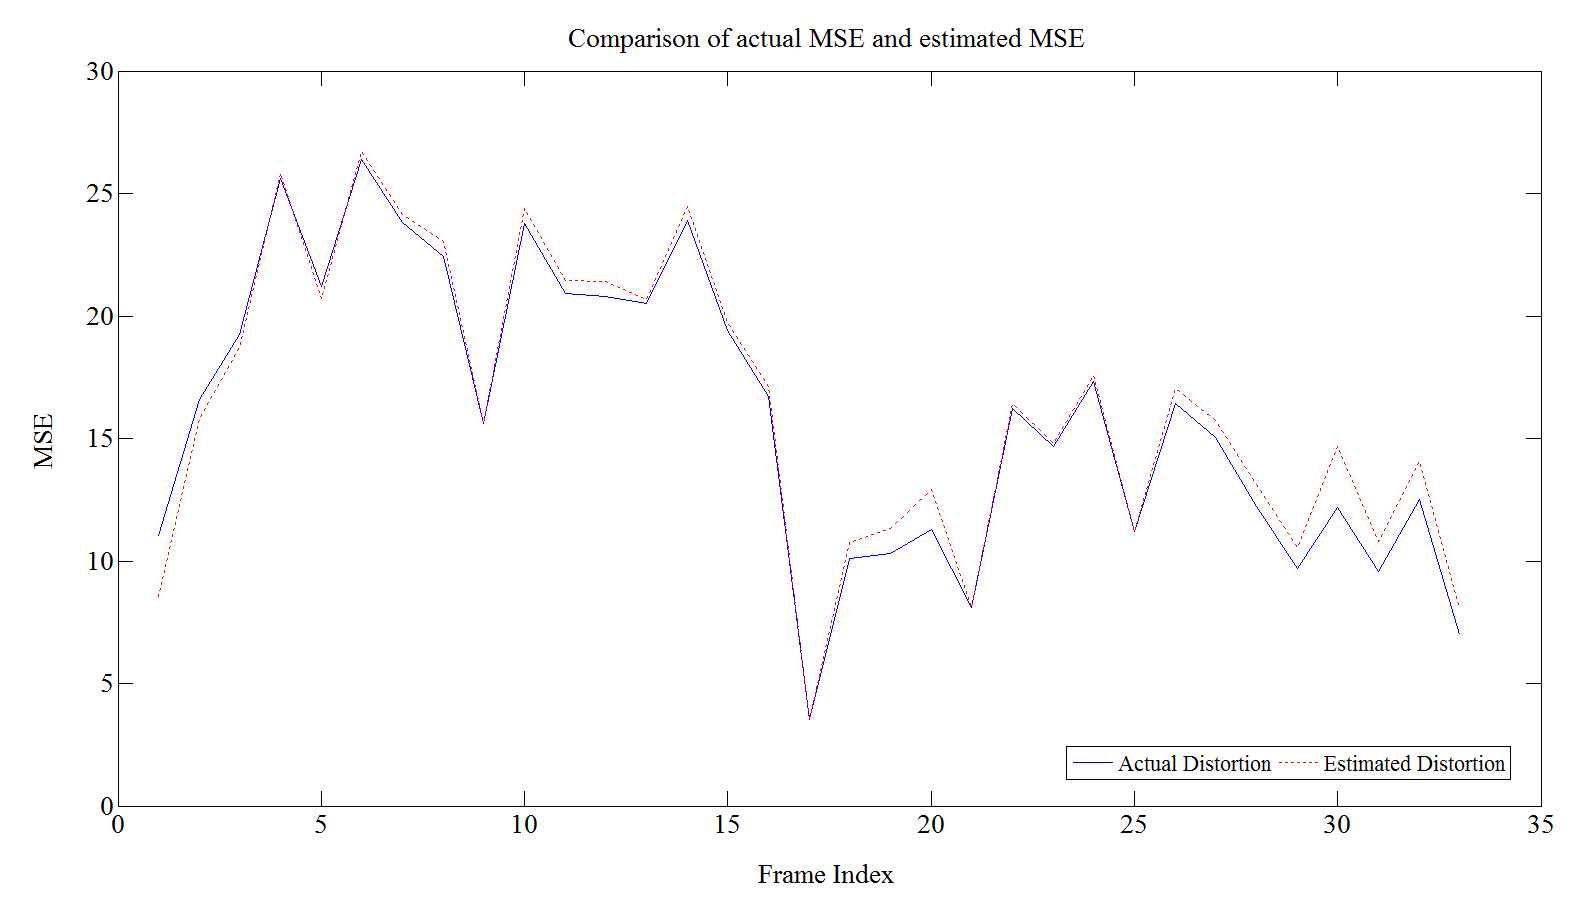 Comparison of actual MSE and estimated MSE
30
25
20
15
10
5
0
MSE
Actual Distortion Estimated Distortion
0 5 10 15 20 25 30 35
Frame Index